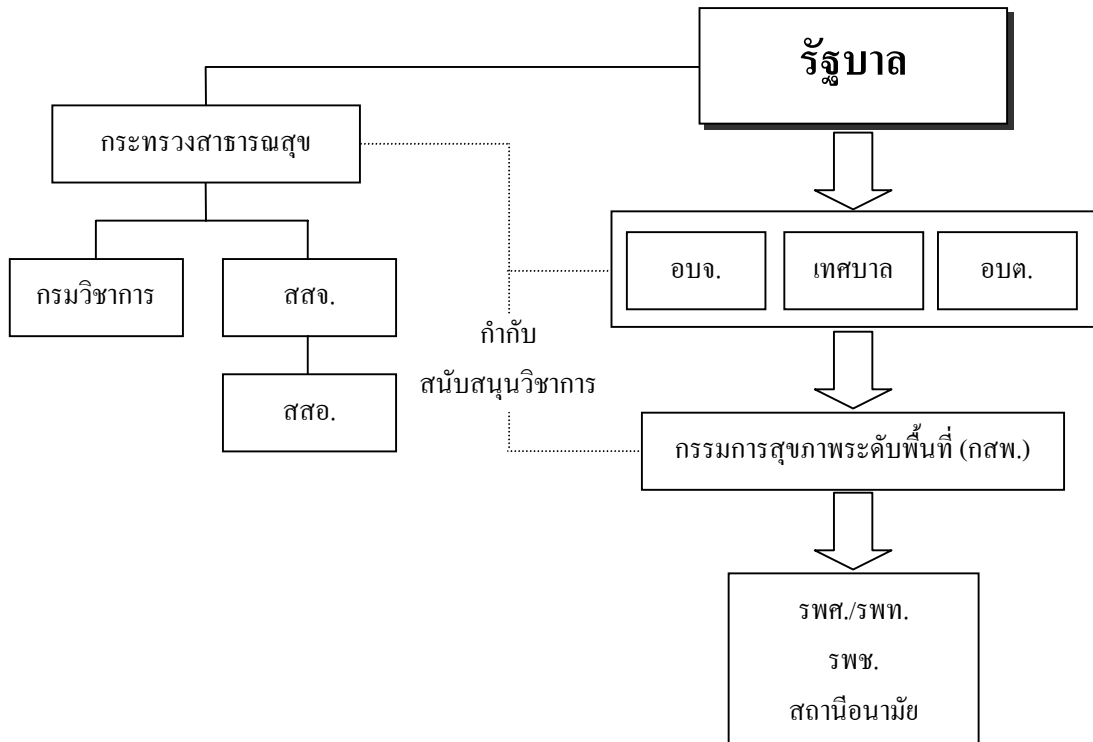 รัฐบาล
กระทรวงสาธารณสุข
กรมวิชาการ
สสจ.
สสอ.
อบจ.
เทศบาล
อบต.
กำกับ
สนับสนุนวิชาการ
กรรมการสุขภาพระดับพื้นที่ (กสพ.)
รพศ./รพท.
รพช.
สถานีอนามัย